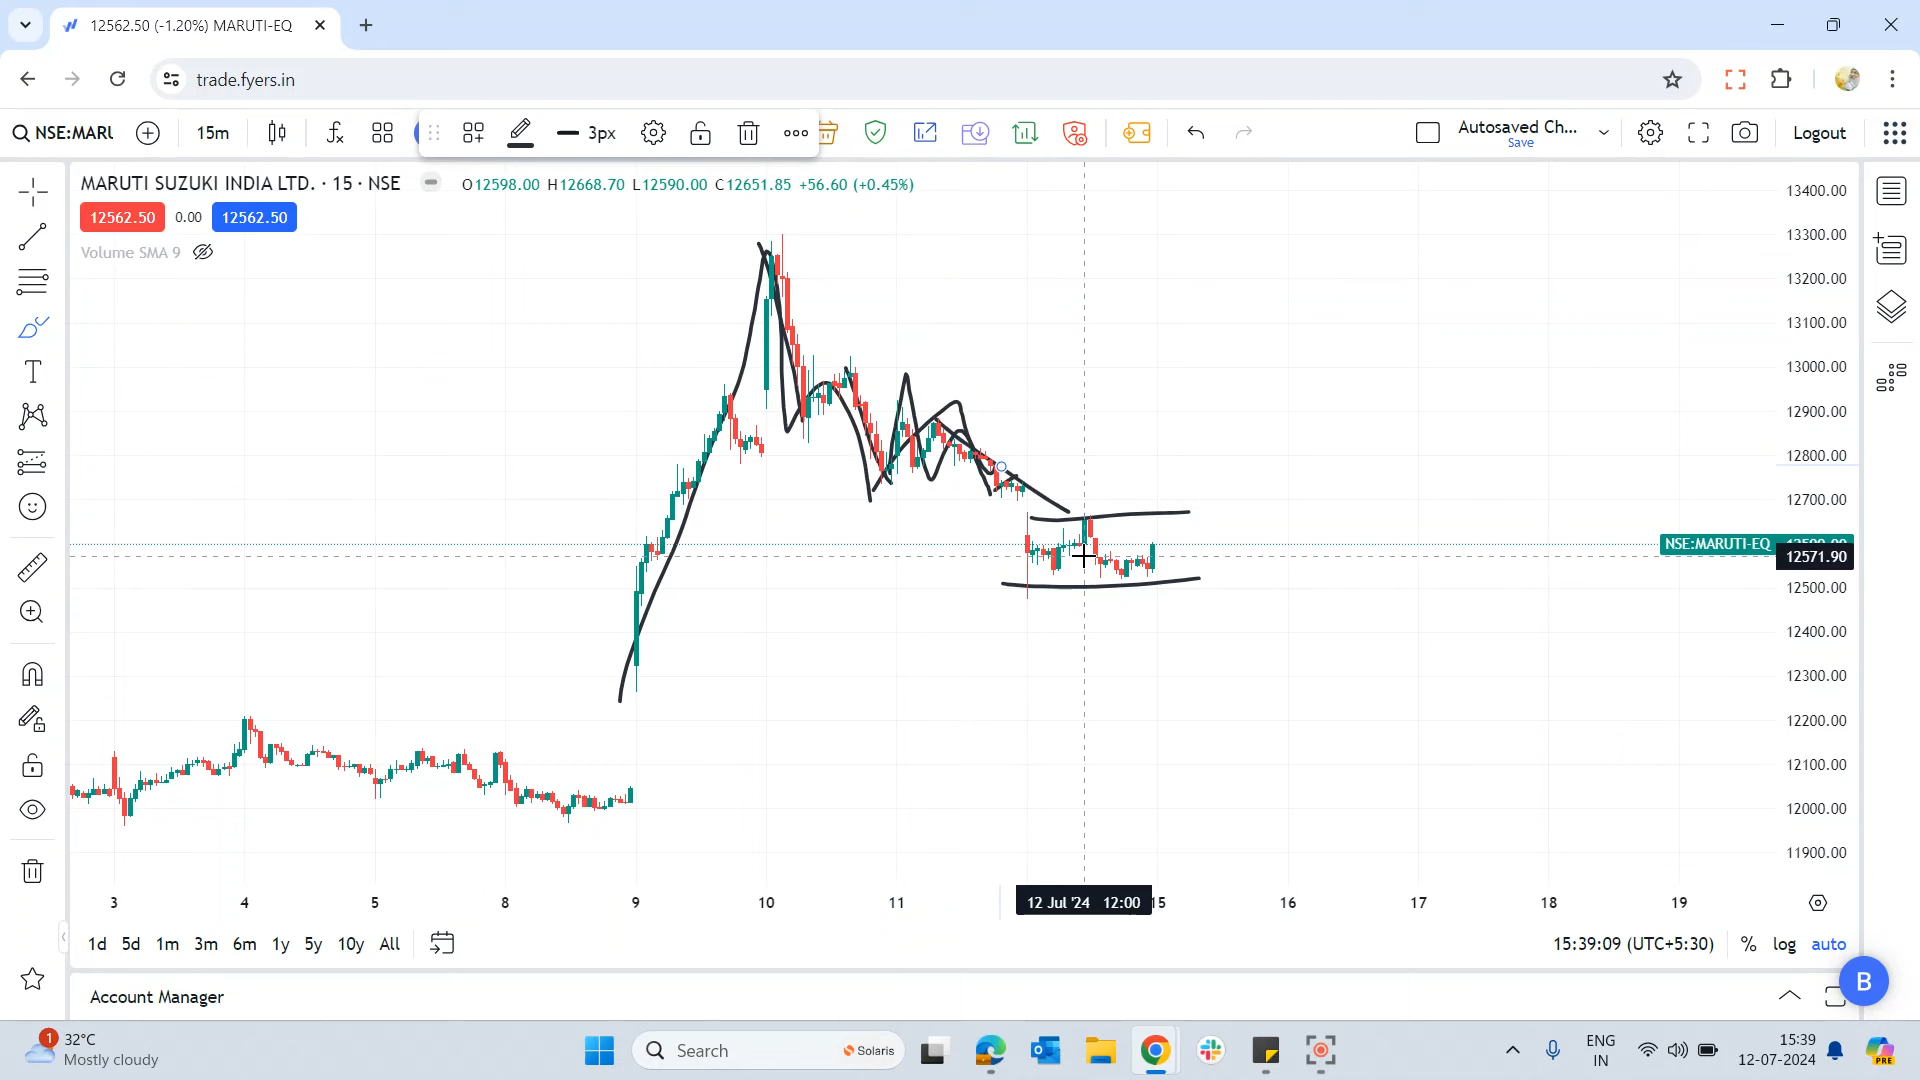 12562.50 (-1.20%) MARUTI-EQ
trade.fyers.in
NSE:MARU
15m
3px
Autosaved Ch...
Save
Logout
MARUTI SUZUKI INDIA LTD. · 15 · NSE
O12598.00 H12668.70 L12590.00 C12651.85 +56.60 (+0.45%)
12562.50 0.00 12562.50
Volume SMA 9
13400.00
13300.00
13200.00
13100.00
13000.00
12900.00
12800.00
12700.00
NSE:MARUTI-EQ
12571.90
12500.00
12400.00
12300.00
12200.00
12100.00
12000.00
11900.00
3 4 5 8 9 10 11 12 Jul '24 12:00 15 16 17 18 19
1d 5d 1m 3m 6m 1y 5y 10y All
15:39:09 (UTC+5:30) % log auto
B
Account Manager
1
32°C
Mostly cloudy
Search
Solaris
ENG
IN
15:39
12-07-2024
PRE